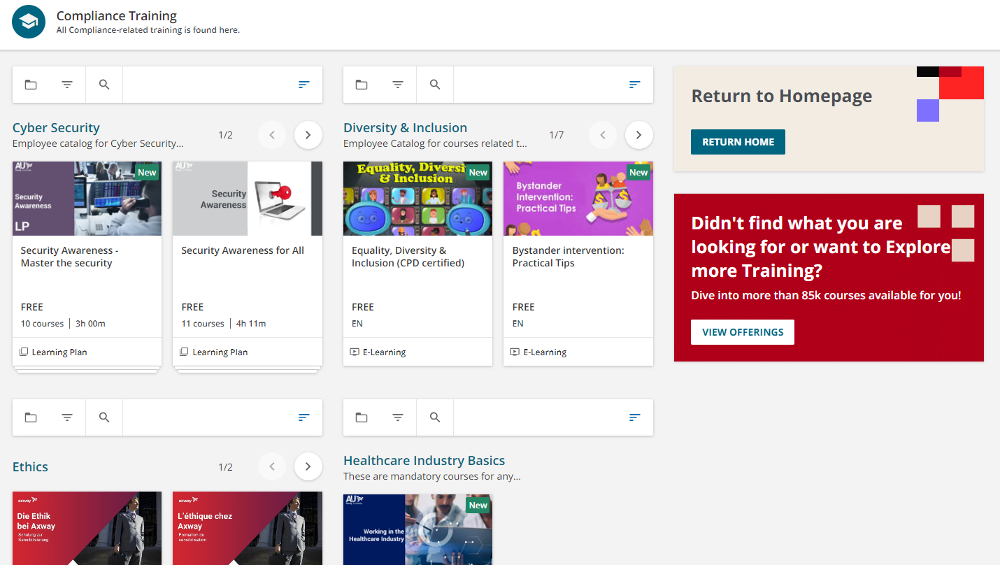 Compliance Training
All Compliance-related training is found here.
Cyber Security
Employee catalog for Cyber Security...
1/2
New
Security
Awareness
LP
Security Awareness -
Master the security
FREE
10 courses
3h 00m
Learning Plan
Security
Awareness
Security Awareness for All
FREE
11 courses
4h 11m
Learning Plan
Diversity & Inclusion
Employee Catalog for courses related t...
1/7
Equality, Diversi
& Inclusion
New
Equality, Diversity &
Inclusion (CPD certified)
FREE
EN
E-Learning
New
Bystander
Intervention:
Practical Tips
Bystander intervention:
Practical Tips
FREE
EN
E-Learning
Return to Homepage
RETURN HOME
Didn't find what you are
looking for or want to Explore
more Training?
Dive into more than 85k courses available for you!
VIEW OFFERINGS
Ethics
1/2
axway
Die Ethik
bei Axway
Schulung zur
Sensibilisierung
axway
L'éthique chez
Axway
Formation de
sensibilisation
Healthcare Industry Basics
These are mandatory courses for any...
AU
New
Working in the
Healthcare Industry